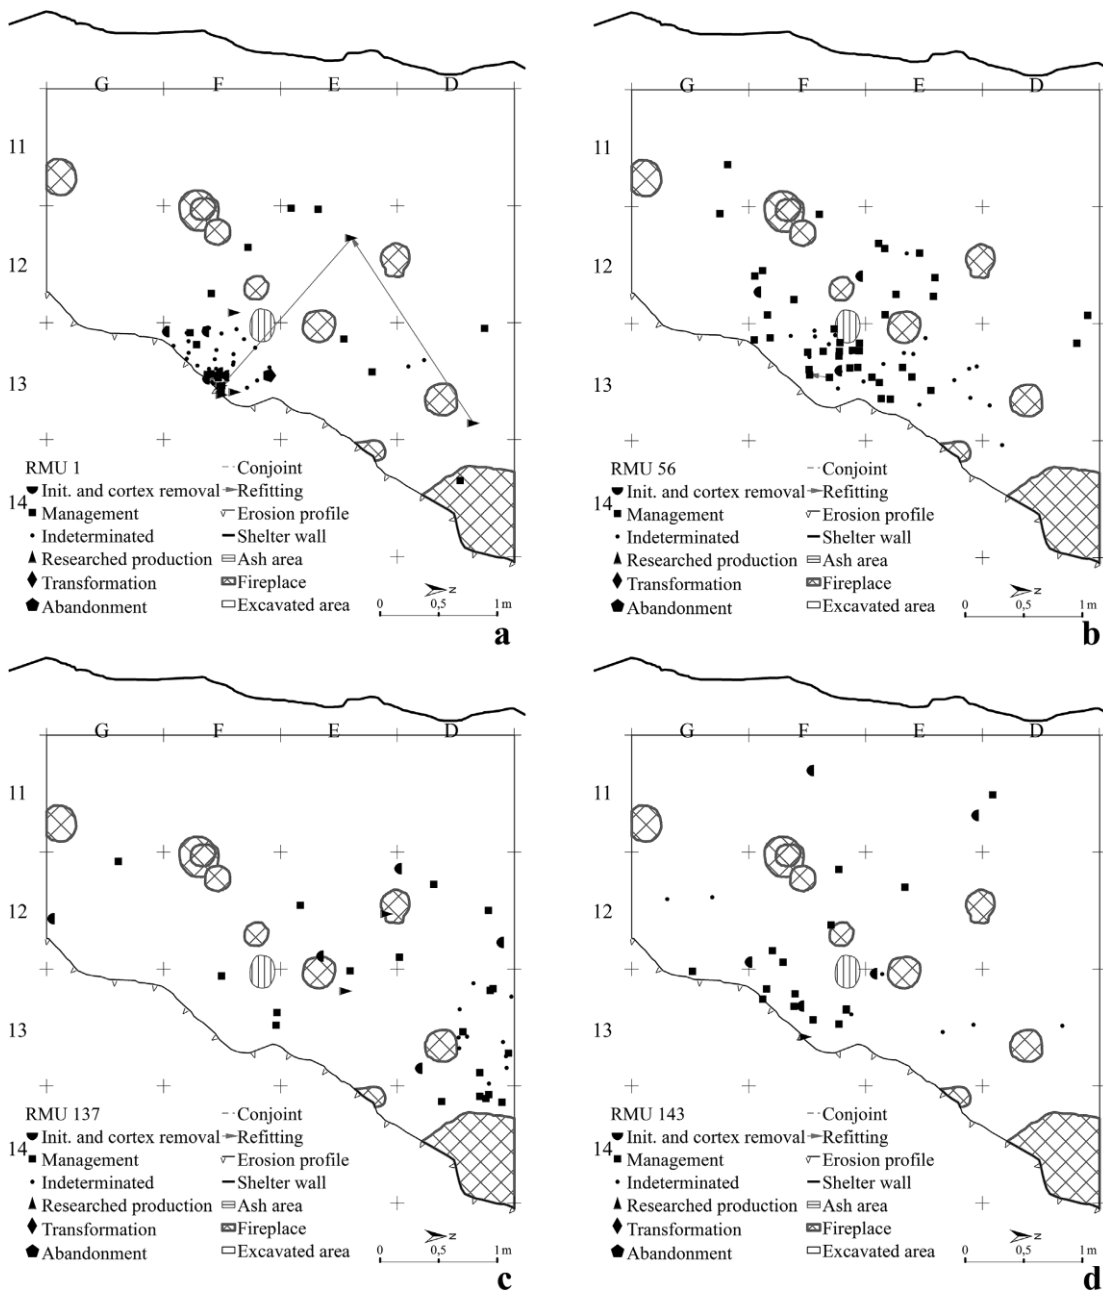 G F E D
11
12
13
14
RMU 1
Init. and cortex removal
Management
Indeterminated
Researched production
Transformation
Abandonment
Conjoint
Refitting
Erosion profile
Shelter wall
Ash area
Fireplace
Excavated area
N
0 0,5 1m
a
G F E D
11
12
13
14
RMU 56
Init. and cortex removal
Management
Indeterminated
Researched production
Transformation
Abandonment
Conjoint
Refitting
Erosion profile
Shelter wall
Ash area
Fireplace
Excavated area
N
0 0,5 1m
b
G F E D
11
12
13
14
RMU 137
Init. and cortex removal
Management
Indeterminated
Researched production
Transformation
Abandonment
Conjoint
Refitting
Erosion profile
Shelter wall
Ash area
Fireplace
Excavated area
N
0 0,5 1m
c
G F E D
11
12
13
14
RMU 143
Init. and cortex removal
Management
Indeterminated
Researched production
Transformation
Abandonment
Conjoint
Refitting
Erosion profile
Shelter wall
Ash area
Fireplace
Excavated area
N
0 0,5 1m
d